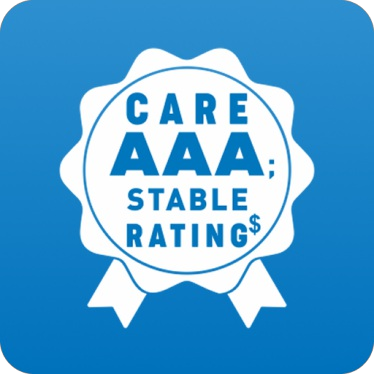 CARE
AAA;
STABLE
RATING$